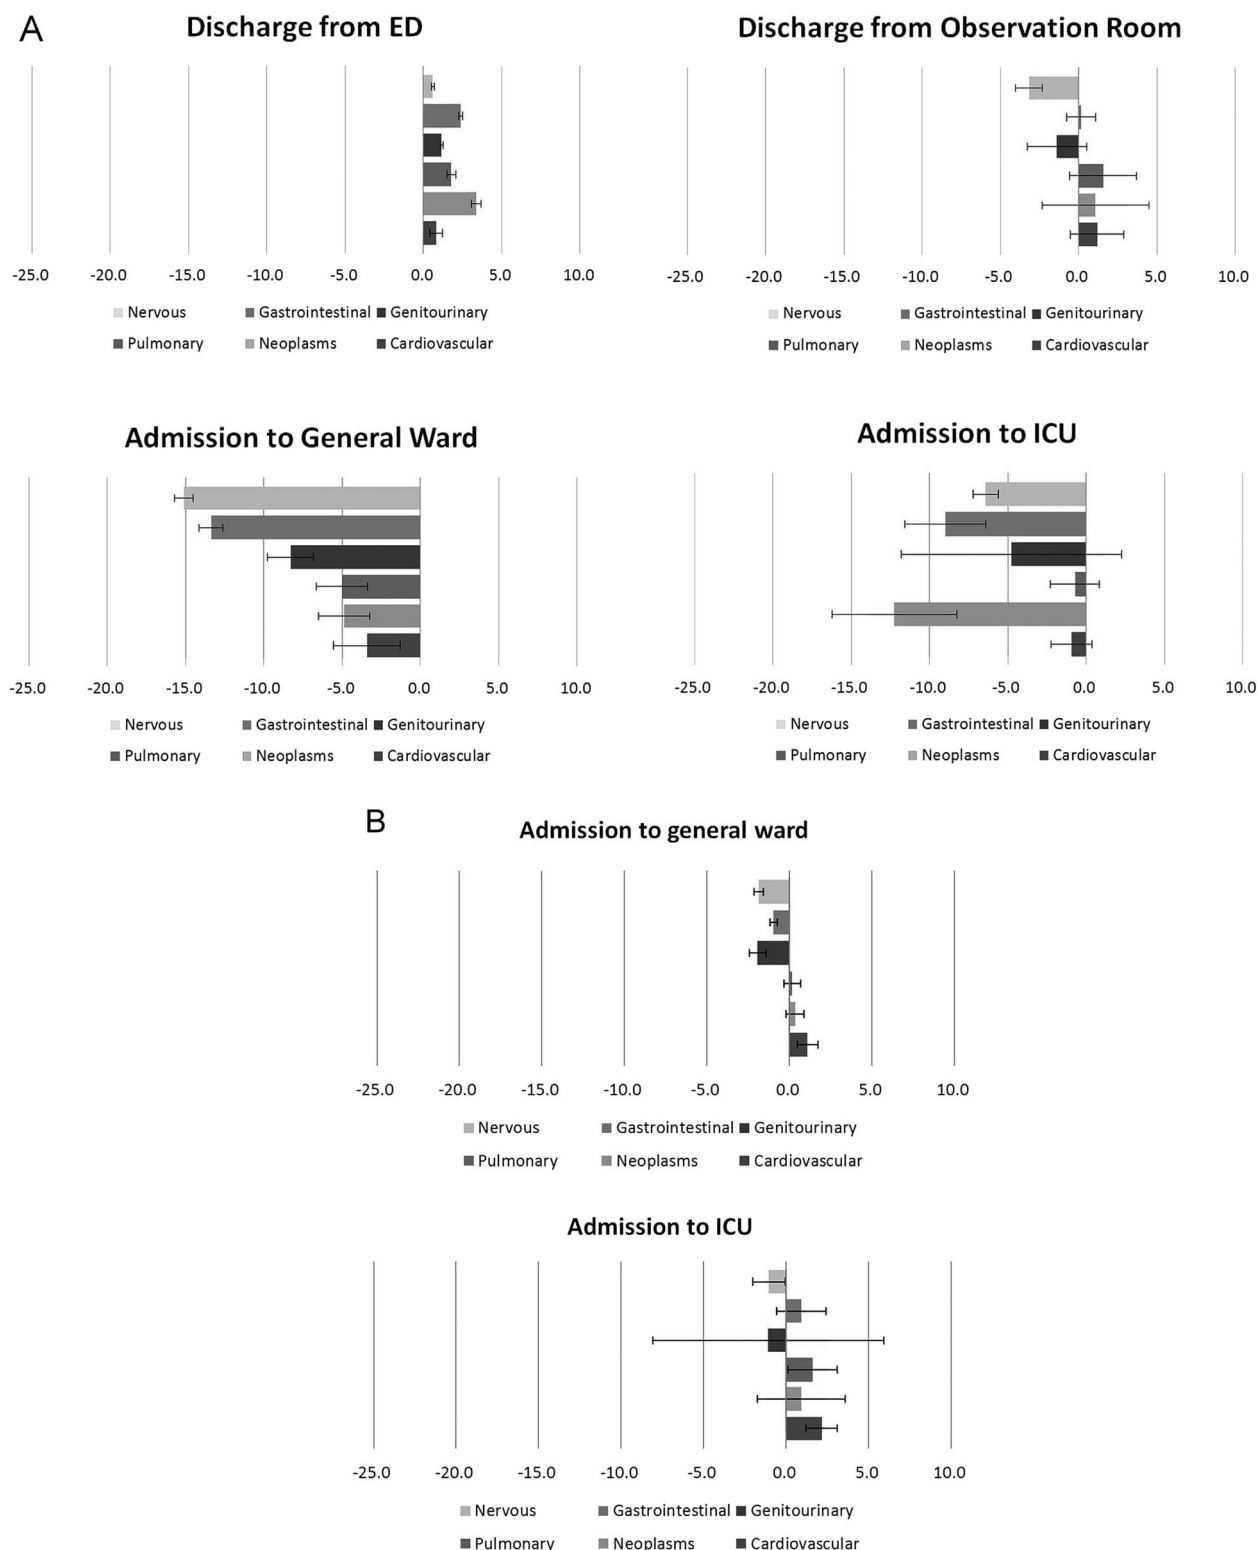 A
Discharge from ED
-25.0 -20.0 -15.0 -10.0 -5.0 0.0 5.0 10.0
Nervous Gastrointestinal Genitourinary
Pulmonary Neoplasms Cardiovascular
Discharge from Observation Room
-25.0 -20.0 -15.0 -10.0 -5.0 0.0 5.0 10.0
Nervous Gastrointestinal Genitourinary
Pulmonary Neoplasms Cardiovascular
Admission to General Ward
-25.0 -20.0 -15.0 -10.0 -5.0 0.0 5.0 10.0
Nervous Gastrointestinal Genitourinary
Pulmonary Neoplasms Cardiovascular
Admission to ICU
-25.0 -20.0 -15.0 -10.0 -5.0 0.0 5.0 10.0
Nervous Gastrointestinal Genitourinary
Pulmonary Neoplasms Cardiovascular
B
Admission to general ward
-25.0 -20.0 -15.0 -10.0 -5.0 0.0 5.0 10.0
Nervous Gastrointestinal Genitourinary
Pulmonary Neoplasms Cardiovascular
Admission to ICU
-25.0 -20.0 -15.0 -10.0 -5.0 0.0 5.0 10.0
Nervous Gastrointestinal Genitourinary
Pulmonary Neoplasms Cardiovascular